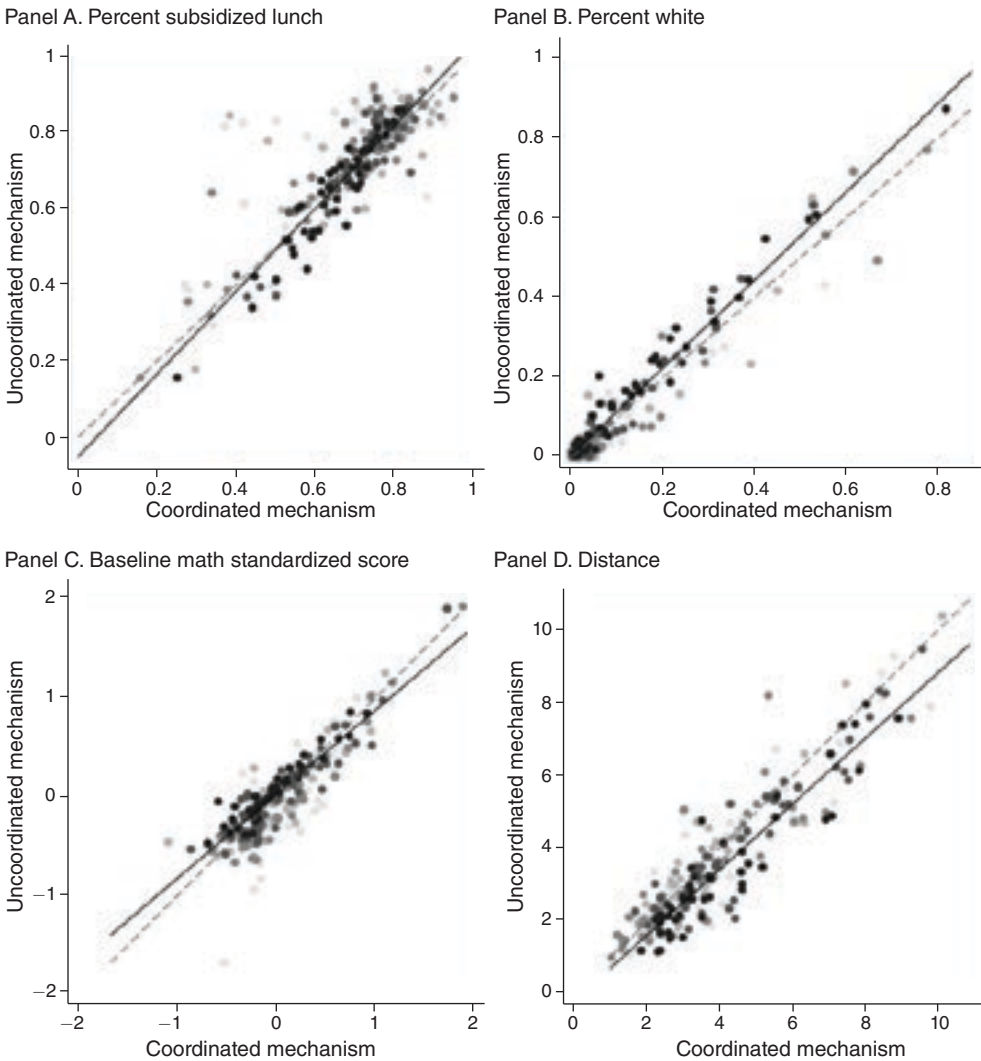 Panel A. Percent subsidized lunch
Uncoordinated mechanism
1
0.8
0.6
0.4
0.2
0
0 0.2 0.4 0.6 0.8 1
Coordinated mechanism
Panel B. Percent white
Uncoordinated mechanism
1
0.8
0.6
0.4
0.2
0
0 0.2 0.4 0.6 0.8
Coordinated mechanism
Panel C. Baseline math standardized score
Uncoordinated mechanism
2
1
0
−1
−2
−2 −1 0 1 2
Coordinated mechanism
Panel D. Distance
Uncoordinated mechanism
10
8
6
4
2
0
0 2 4 6 8 10
Coordinated mechanism